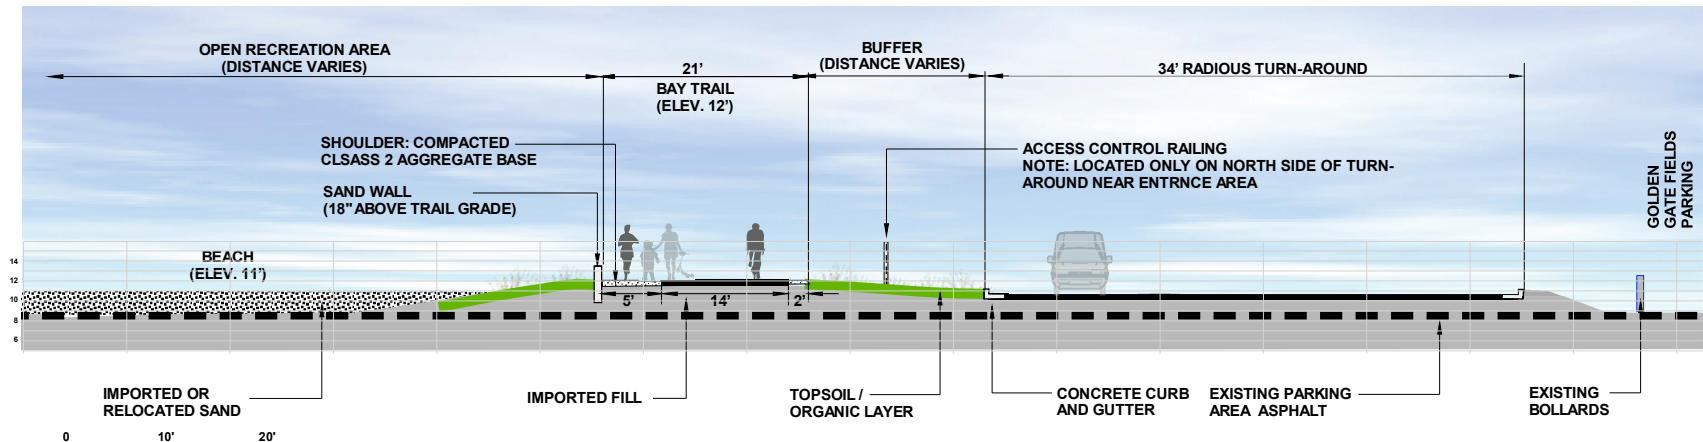 OPEN RECREATION AREA
(DISTANCE VARIES)
21'
BAY TRAIL
(ELEV. 12')
BUFFER
(DISTANCE VARIES)
34' RADIOUS TURN-AROUND
SHOULDER: COMPACTED
CLSASS 2 AGGREGATE BASE
SAND WALL
(18" ABOVE TRAIL GRADE)
ACCESS CONTROL RAILING
NOTE: LOCATED ONLY ON NORTH SIDE OF TURN-
AROUND NEAR ENTRNCE AREA
GOLDEN
GATE FIELDS
PARKING
BEACH
(ELEV. 11')
14
12
10
8
6
5'
14'
2'
IMPORTED OR
RELOCATED SAND
IMPORTED FILL
TOPSOIL /
ORGANIC LAYER
CONCRETE CURB
AND GUTTER
EXISTING PARKING
AREA ASPHALT
EXISTING
BOLLARDS
0 10' 20'